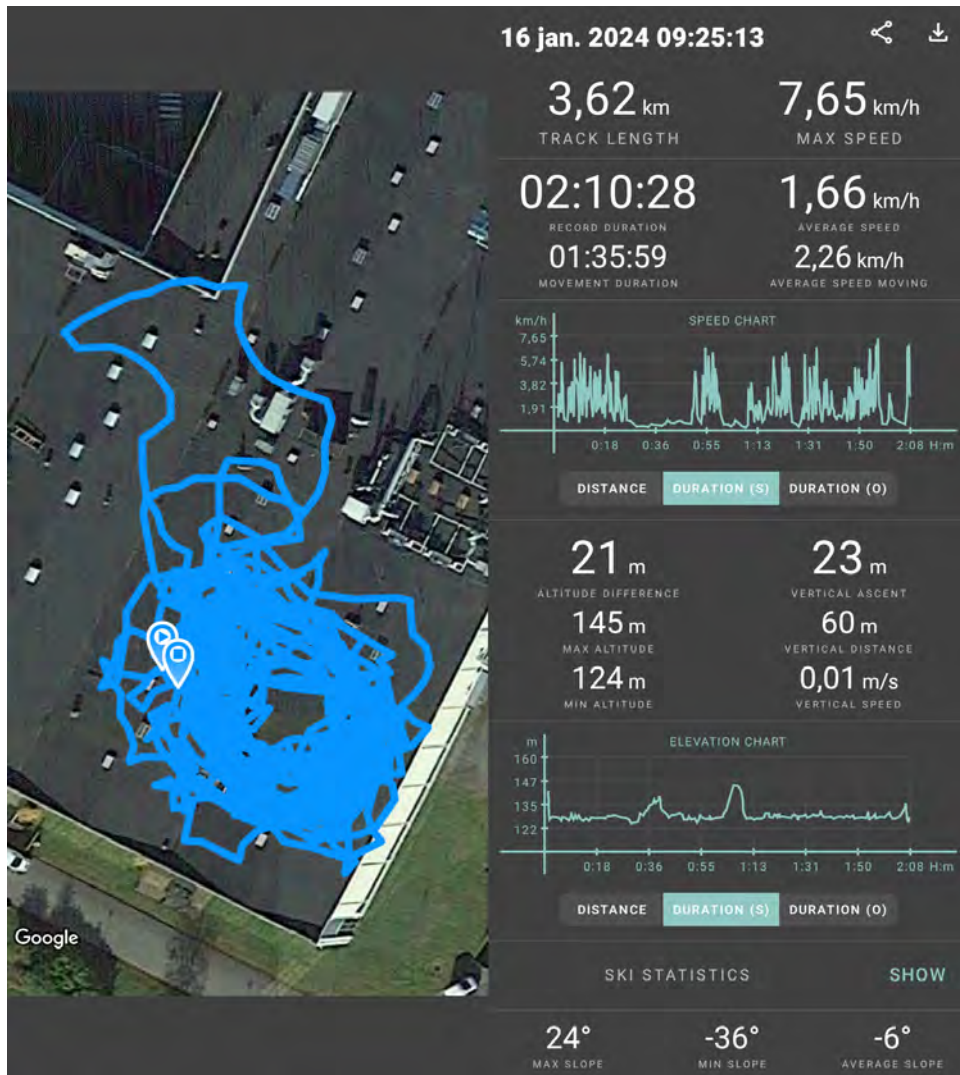 16 jan. 2024 09:25:13
3,62 km
7,65 km/h
TRACK LENGTH
MAX SPEED
02:10:28
1,66 km/h
RECORD DURATION
AVERAGE SPEED
01:35:59
2,26 km/h
MOVEMENT DURATION
AVERAGE SPEED MOVING
km/h
SPEED CHART
7,65
5,74
3,82
1,91
0:18 0:36 0:55 1:13 1:31 1:50 2:08 H:m
DISTANCE DURATION (S) DURATION (O)
21 m
23 m
ALTITUDE DIFFERENCE
VERTICAL ASCENT
145 m
60 m
MAX ALTITUDE
VERTICAL DISTANCE
124 m
0,01 m/s
MIN ALTITUDE
VERTICAL SPEED
m
ELEVATION CHART
160
147
135
122
0:18 0:36 0:55 1:13 1:31 1:50 2:08 H:m
DISTANCE DURATION (S) DURATION (O)
Google
SKI STATISTICS
SHOW
24°
-36°
-6°
MAX SLOPE
MIN SLOPE
AVERAGE SLOPE